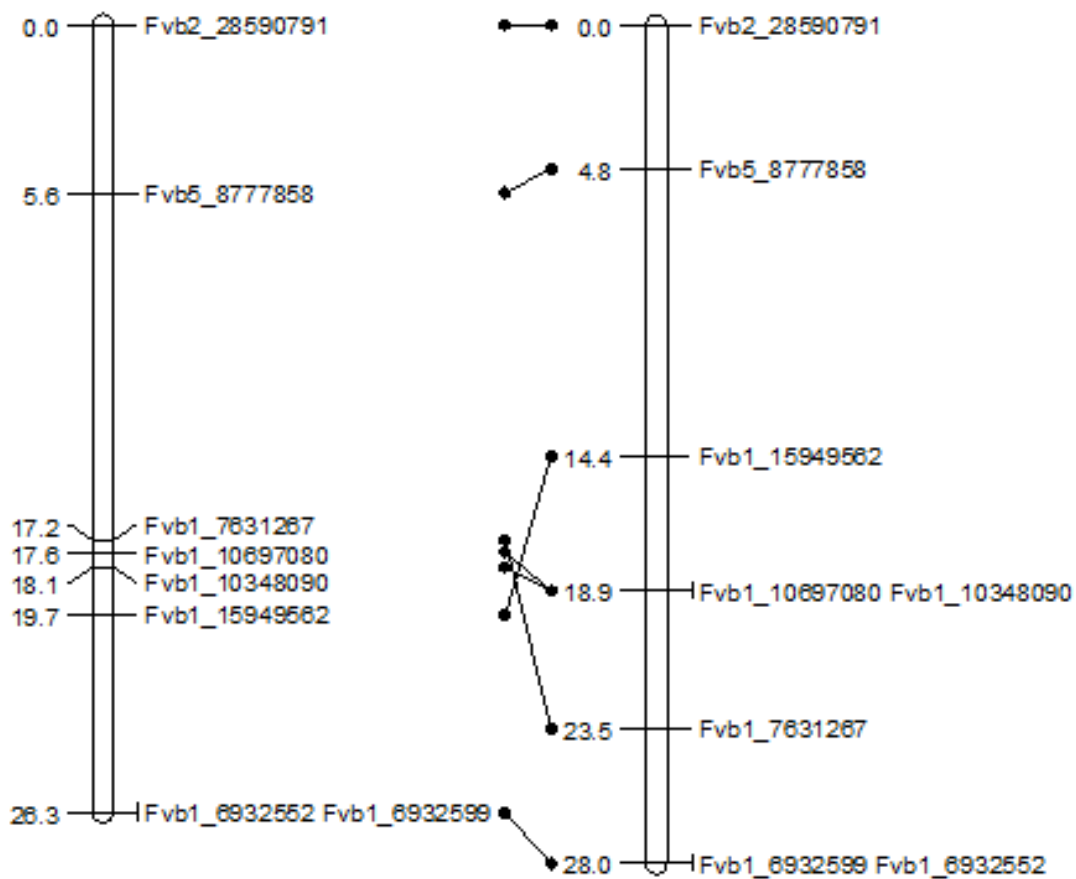 0.0 Fvb2_28590791
5.6 Fvb5_8777858
17.2 Fvb1_7631267
17.6 Fvb1_10697080
18.1 Fvb1_10348090
19.7 Fvb1_15949562
26.3 Fvb1_6932552 Fvb1_6932599
0.0 Fvb2_28590791
4.8 Fvb5_8777858
14.4 Fvb1_15949562
18.9 Fvb1_10697080 Fvb1_10348090
23.5 Fvb1_7631267
28.0 Fvb1_6932599 Fvb1_6932552